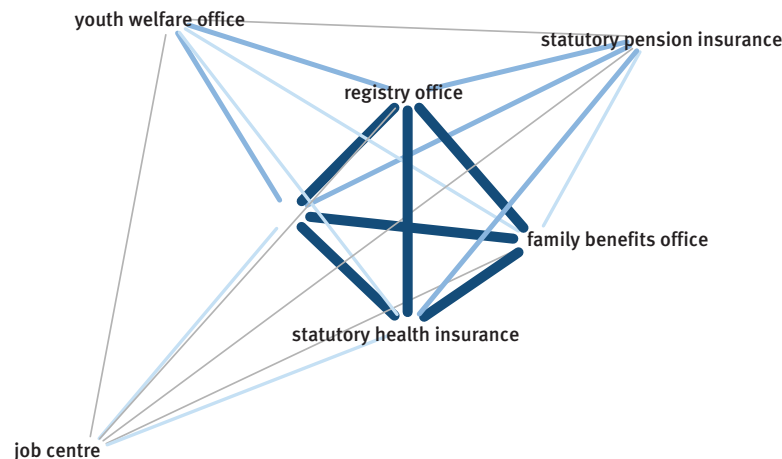 youth welfare office
statutory pension insurance
registry office
family benefits office
statutory health insurance
job centre